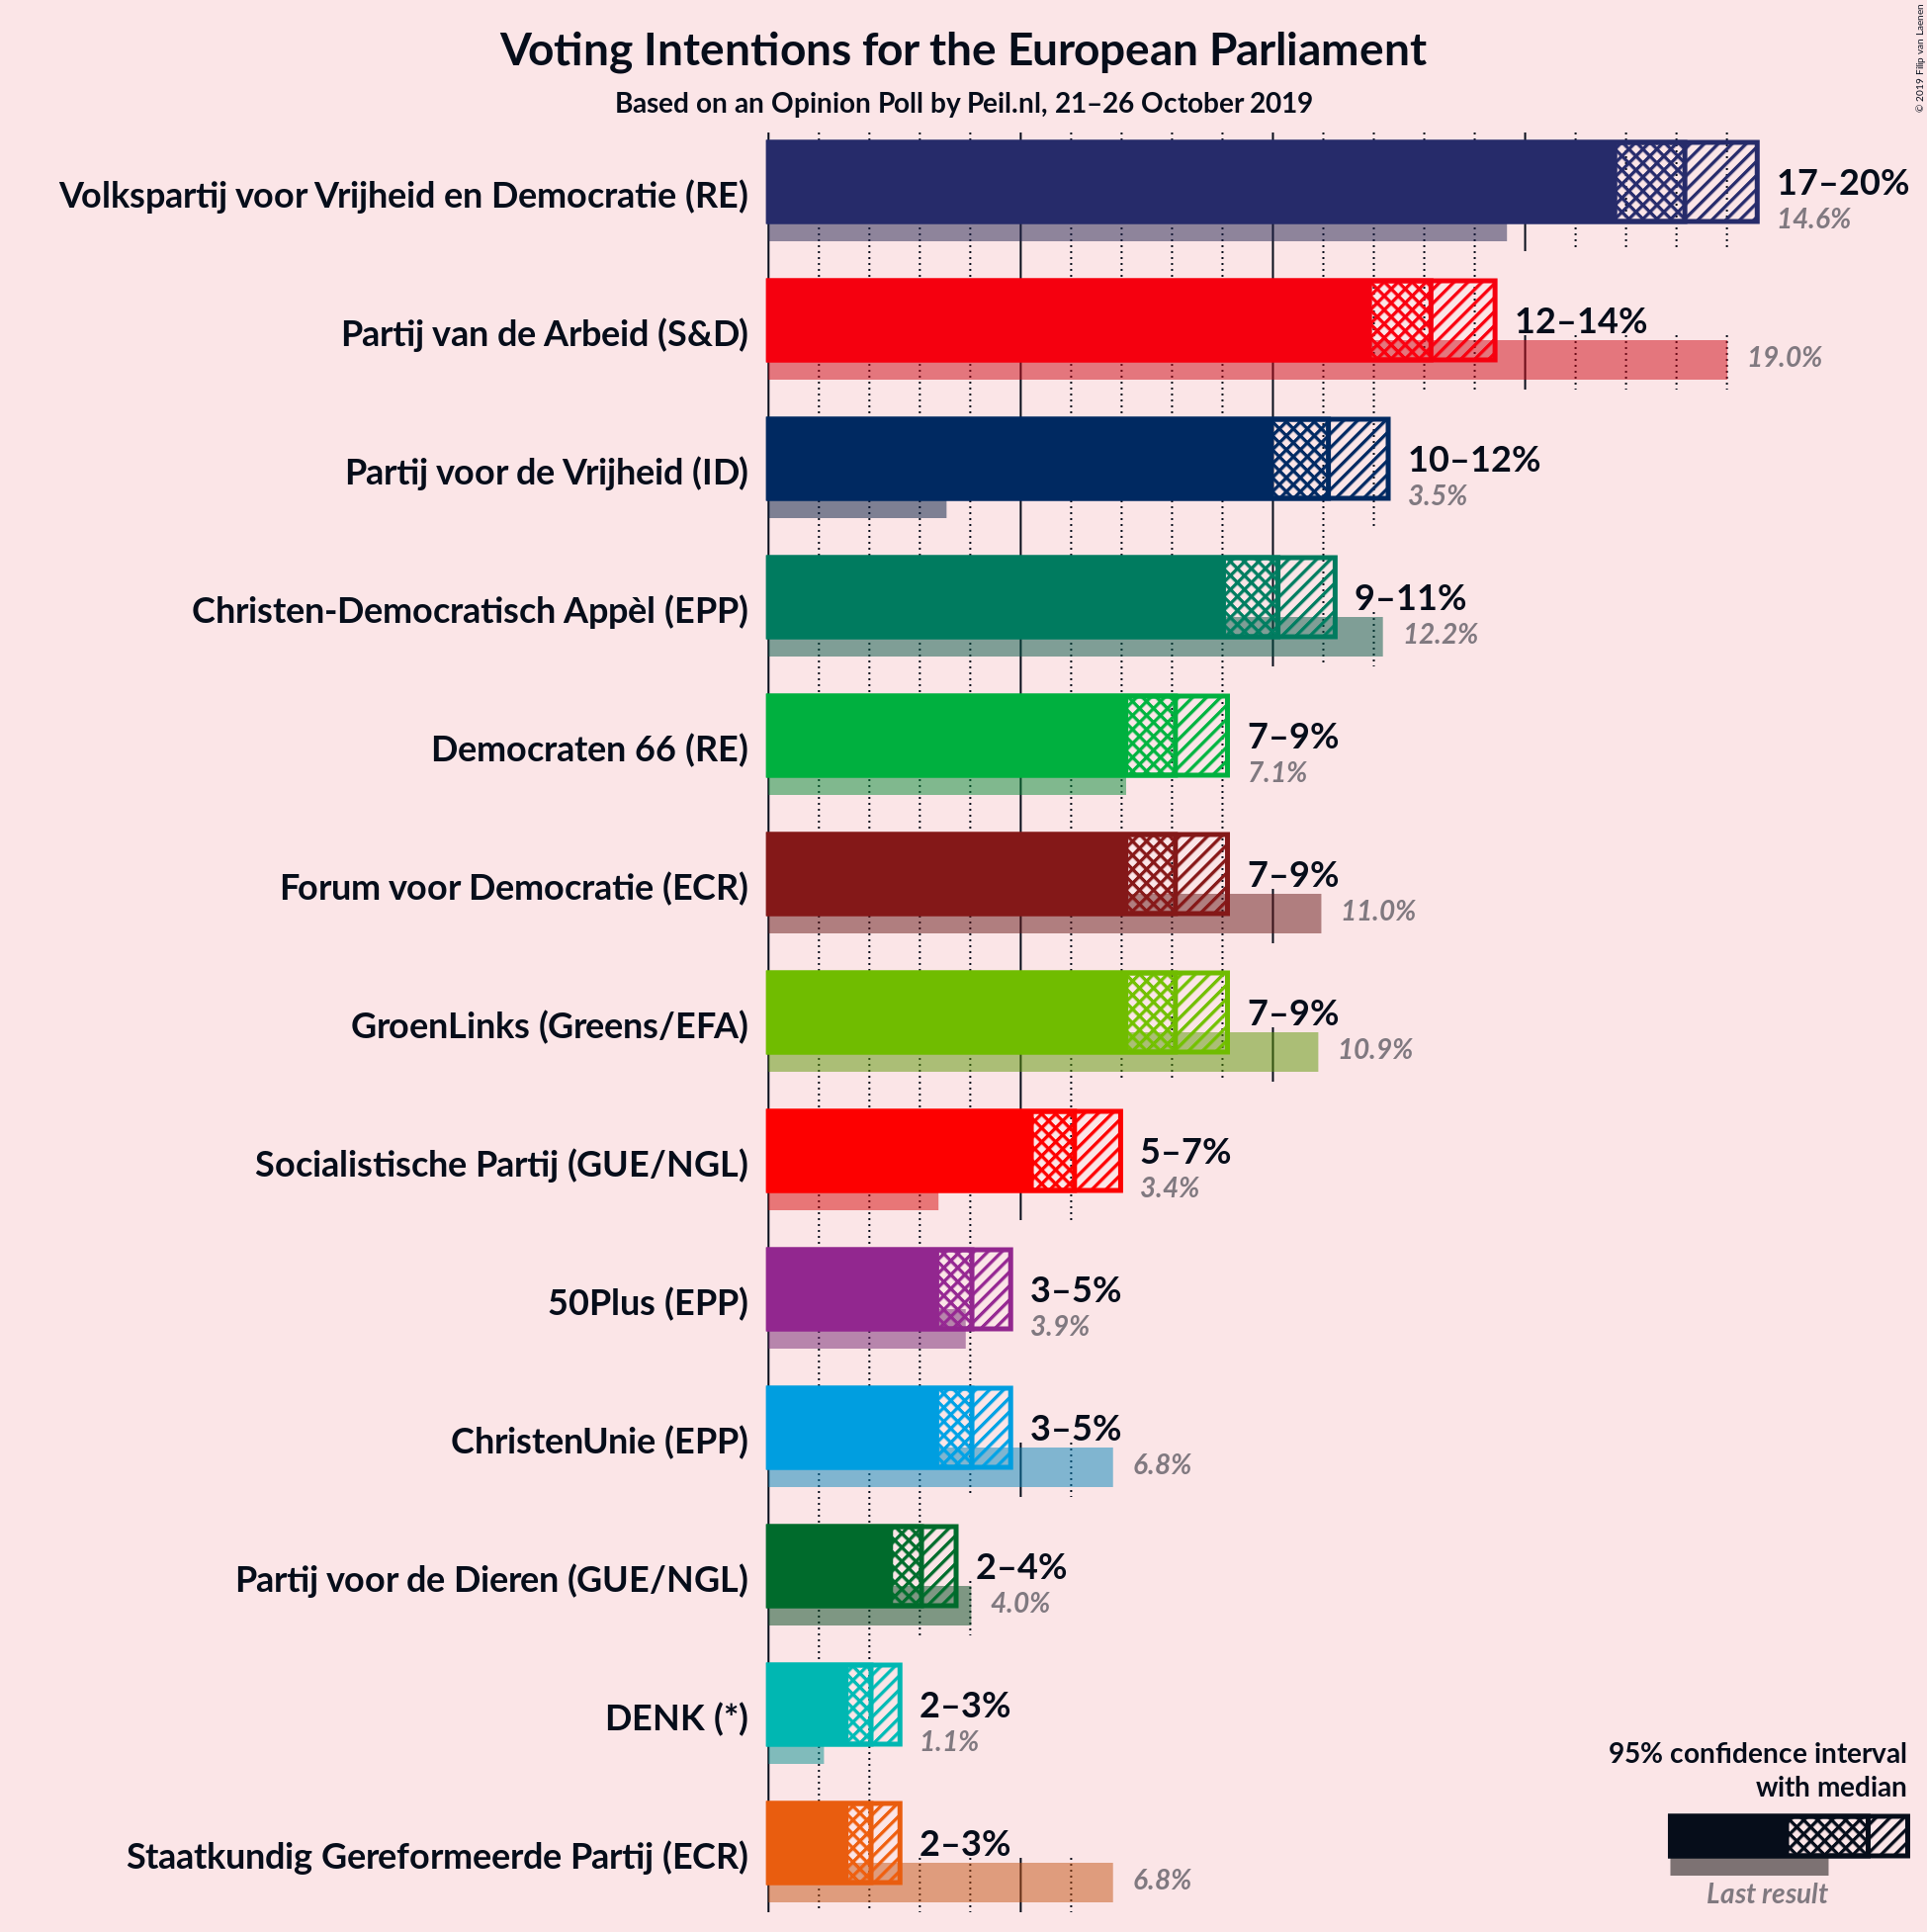 Voting Intentions for the European Parliament
Based on an Opinion Poll by Peil.nl, 21–26 October 2019
© 2019 Filip van Laenen
Volkspartij voor Vrijheid en Democratie (RE)
17–20%
14.6%
Partij van de Arbeid (S&D)
12–14%
19.0%
Partij voor de Vrijheid (ID)
10–12%
3.5%
Christen-Democratisch Appèl (EPP)
9–11%
12.2%
Democraten 66 (RE)
7–9%
7.1%
Forum voor Democratie (ECR)
7–9%
11.0%
GroenLinks (Greens/EFA)
7–9%
10.9%
Socialistische Partij (GUE/NGL)
5–7%
3.4%
50Plus (EPP)
3–5%
3.9%
ChristenUnie (EPP)
3–5%
6.8%
Partij voor de Dieren (GUE/NGL)
2–4%
4.0%
DENK (*)
2–3%
1.1%
Staatkundig Gereformeerde Partij (ECR)
2–3%
6.8%
95% confidence interval
with median
Last result